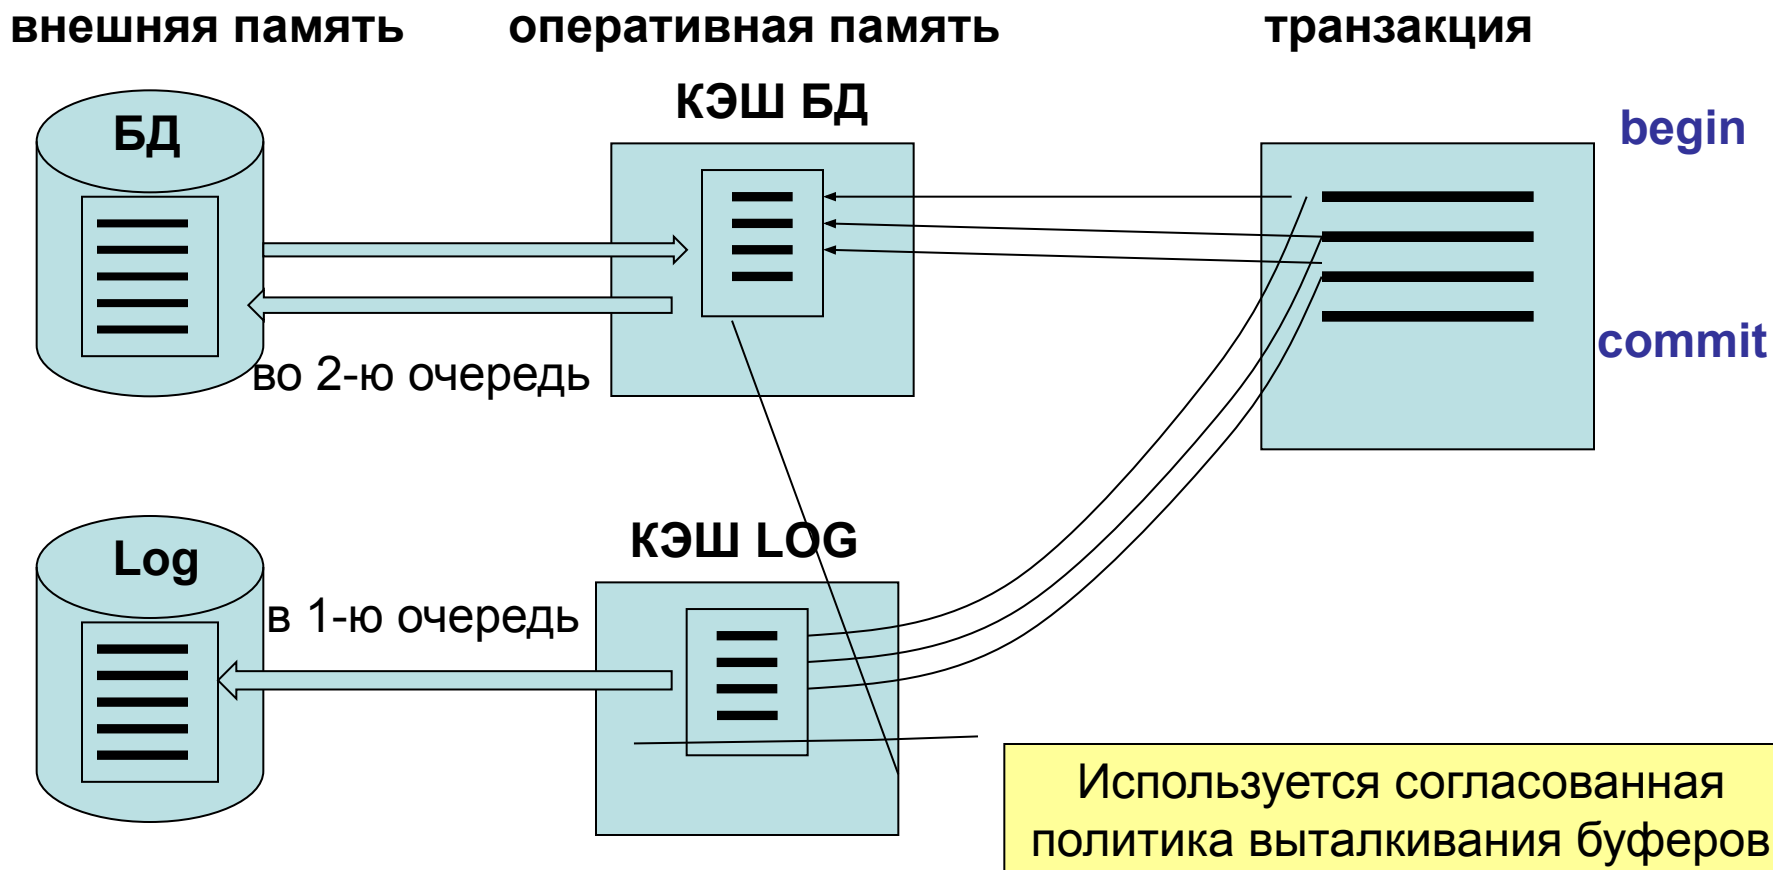 внешняя память
оперативная память
транзакция
КЭШ БД
БД
begin
commit
во 2-ю очередь
КЭШ LOG
Log
в 1-ю очередь
Используется согласованная
политика выталкивания буферов